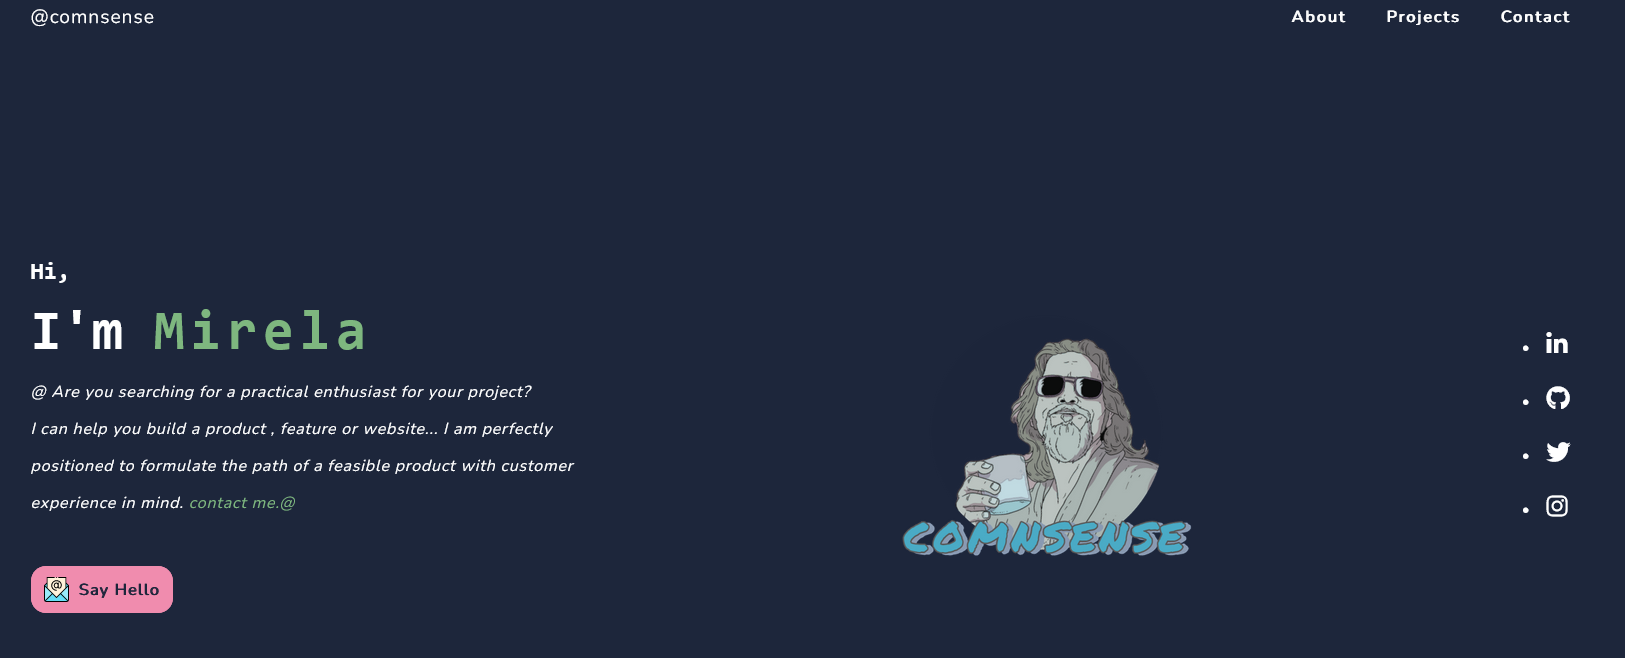 @comnsense
About Projects Contact
Hi,
I'm Mirela
@ Are you searching for a practical enthusiast for your project?
I can help you build a product , feature or website... I am perfectly
positioned to formulate the path of a feasible product with customer
experience in mind. contact me.@
COMNSENSE
in
@ Say Hello